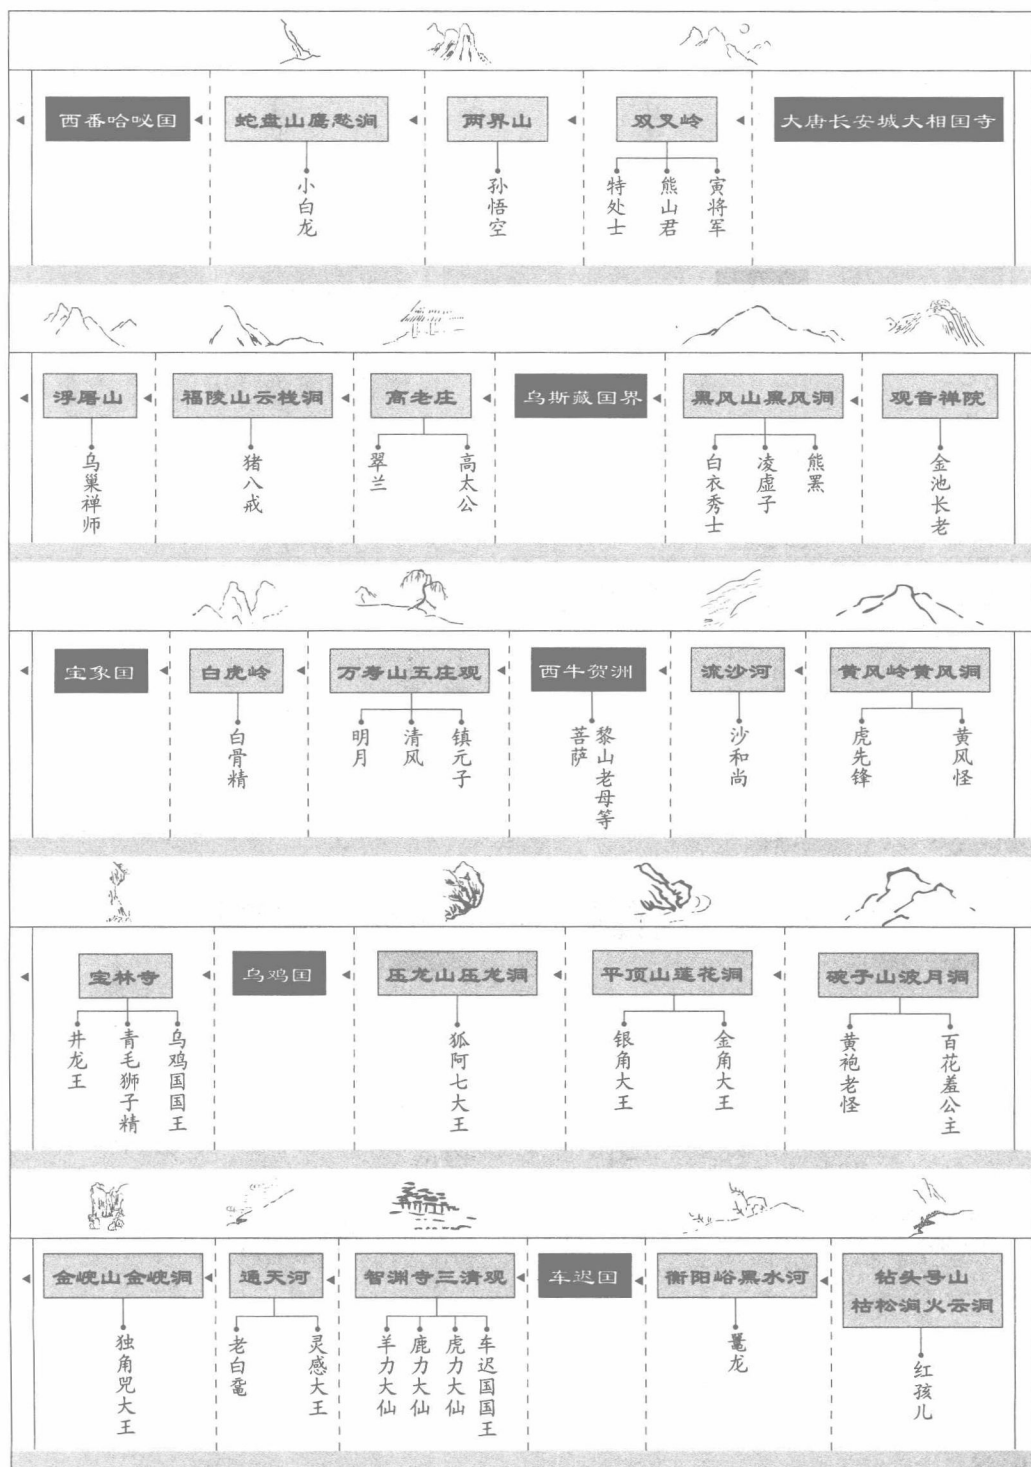 大唐长安城大相国寺
双叉岭
寅将军
熊山君
特处士
两界山
孙悟空
蛇盘山鹰愁涧
小白龙
西番哈咇国
观音禅院
金池长老
黑风山黑风洞
熊罴
凌虚子
白衣秀士
乌斯藏国界
高老庄
高太公
翠兰
福陵山云栈洞
猪八戒
浮屠山
乌巢禅师
黄风岭黄风洞
黄风怪
虎先锋
流沙河
沙和尚
西牛贺洲
黎山老母等
菩萨
万寿山五庄观
镇元子
清风
明月
白虎岭
白骨精
宝象国
碗子山波月洞
百花羞公主
黄袍老怪
平顶山莲花洞
金角大王
银角大王
压龙山压龙洞
狐阿七大王
乌鸡国
宝林寺
乌鸡国国王
青毛狮子精
井龙王
钻头号山
枯松涧火云洞
红孩儿
衡阳峪黑水河
鼍龙
车迟国
智渊寺三清观
车迟国国王
虎力大仙
鹿力大仙
羊力大仙
通天河
灵感大王
老白鼋
金㟬山金㟬洞
独角兕大王